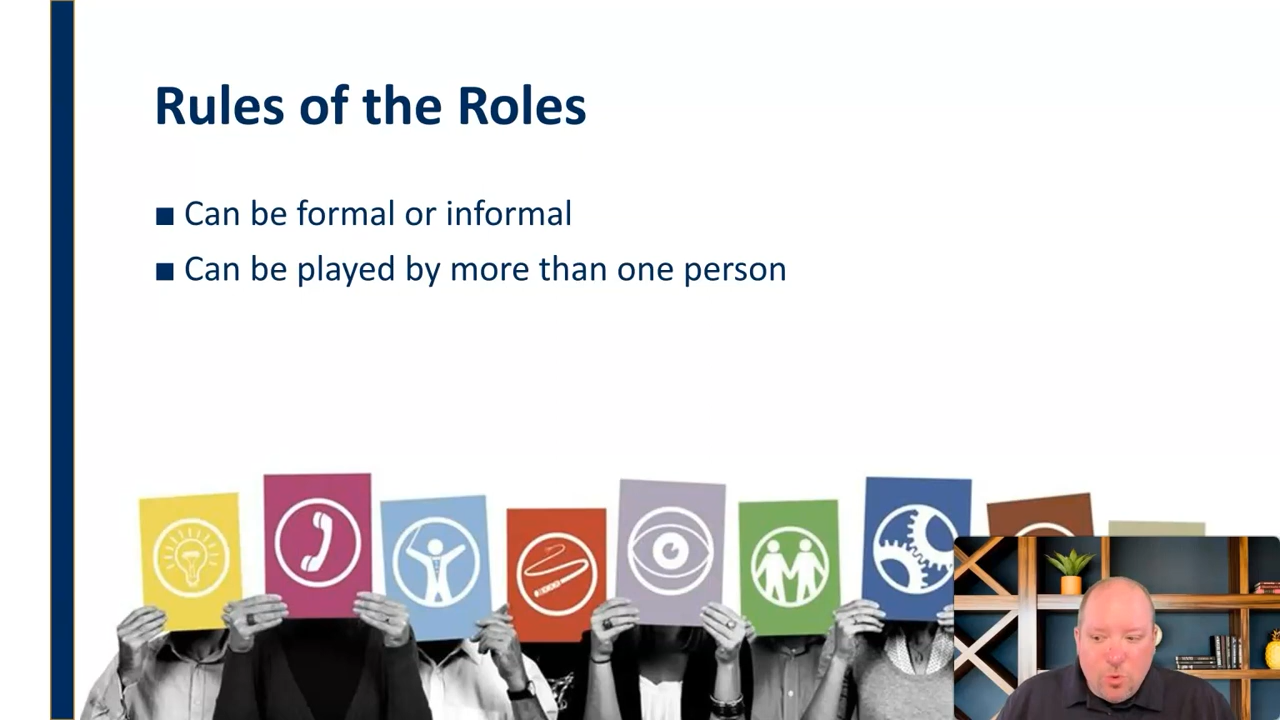 Rules of the Roles
■ Can be formal or informal
■ Can be played by more than one person